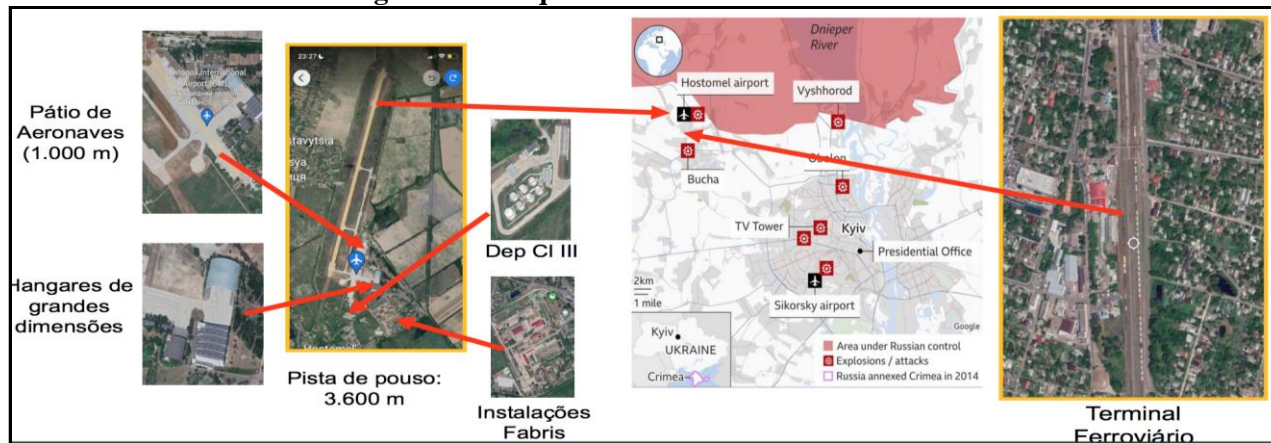 Pátio de
Aeronaves
(1.000 m)
Hangares de
grandes
dimensões
23:27
Pista de pouso:
3.600 m
Dep Cl III
Instalações
Fabris
Dnieper
River
Hostomel airport
Vyshhorod
Bucha
Obolon
TV Tower
Kyiv
Presidential Office
Sikorsky airport
2km
1 mile
Google
Kyiv
UKRAINE
Crimea
Area under Russian control
Explosions / attacks
Russia annexed Crimea in 2014
Terminal
Ferroviário